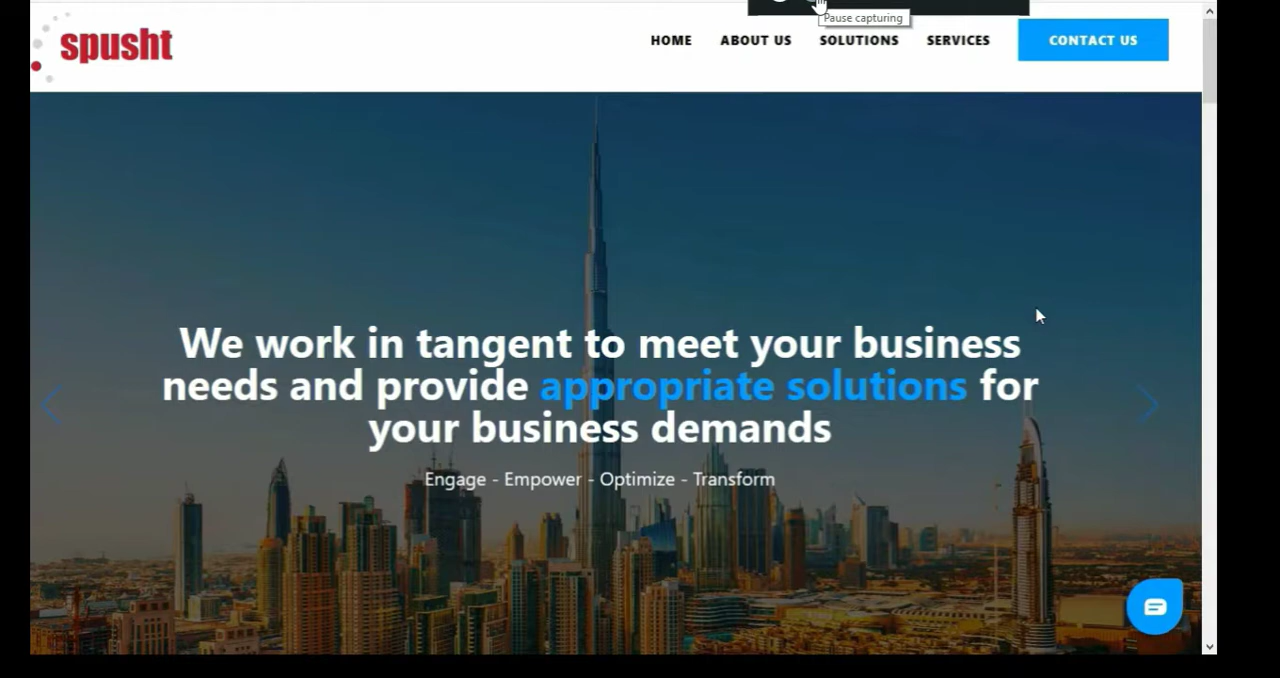 Pause capturing
spusht
HOME ABOUT US SOLUTIONS SERVICES CONTACT US
We work in tangent to meet your business
needs and provide appropriate solutions for
your business demands
Engage - Empower - Optimize - Transform